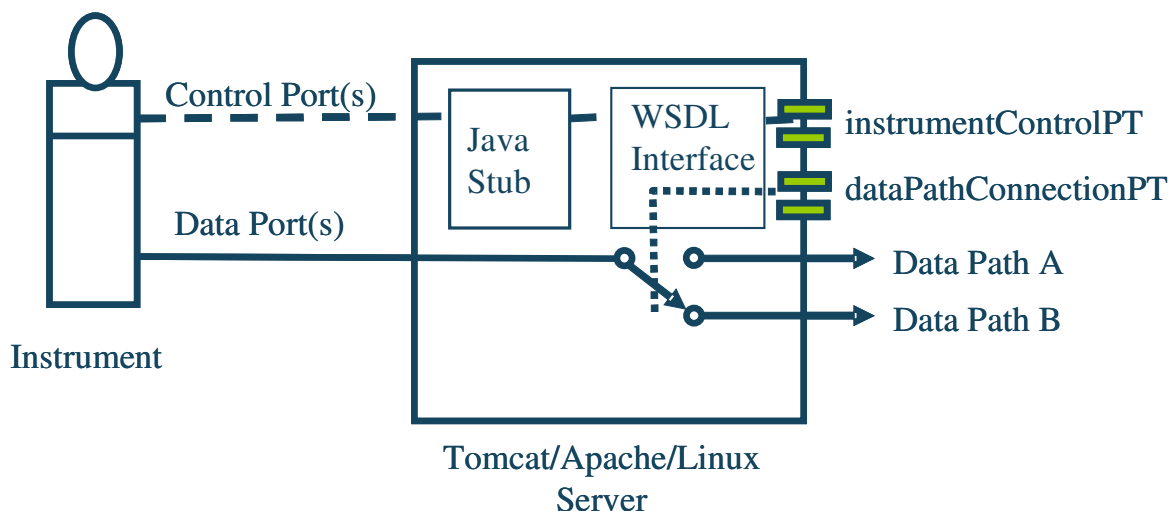 Control Port(s)
Java
Stub
WSDL
Interface
instrumentControlPT
dataPathConnectionPT
Data Port(s)
Data Path A
Data Path B
Instrument
Tomcat/Apache/Linux
Server